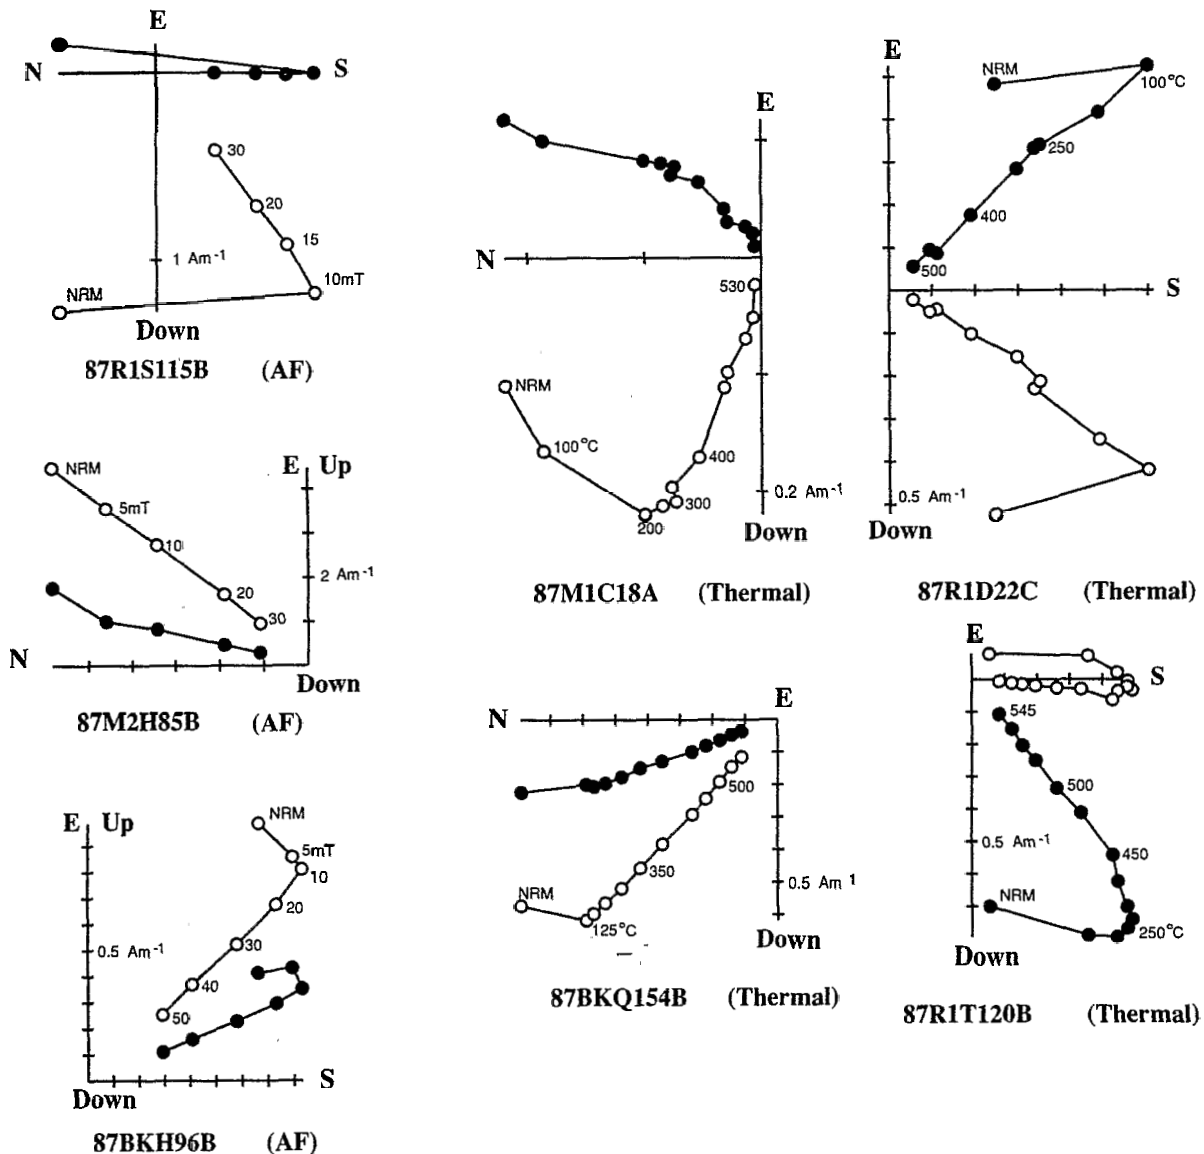 E
N
S
30
20
15
1 Am⁻¹
10mT
NRM
Down
87R1S115B (AF)
E Up
NRM
5mT
10
2 Am⁻¹
20
30
N
Down
87M2H85B (AF)
E Up
NRM
5mT
10
20
30
0.5 Am⁻¹
40
50
S
Down
87BKH96B (AF)
E
N
530
NRM
100°C
400
300
0.2 Am⁻¹
200
Down
87M1C18A (Thermal)
E
N
500
350
0.5 Am¹
NRM
125°C
Down
87BKQ154B (Thermal)
E
NRM
100°C
250
400
500
S
0.5 Am⁻¹
Down
87R1D22C (Thermal)
E
S
545
500
0.5 Am⁻¹
450
NRM
250°C
Down
87R1T120B (Thermal)